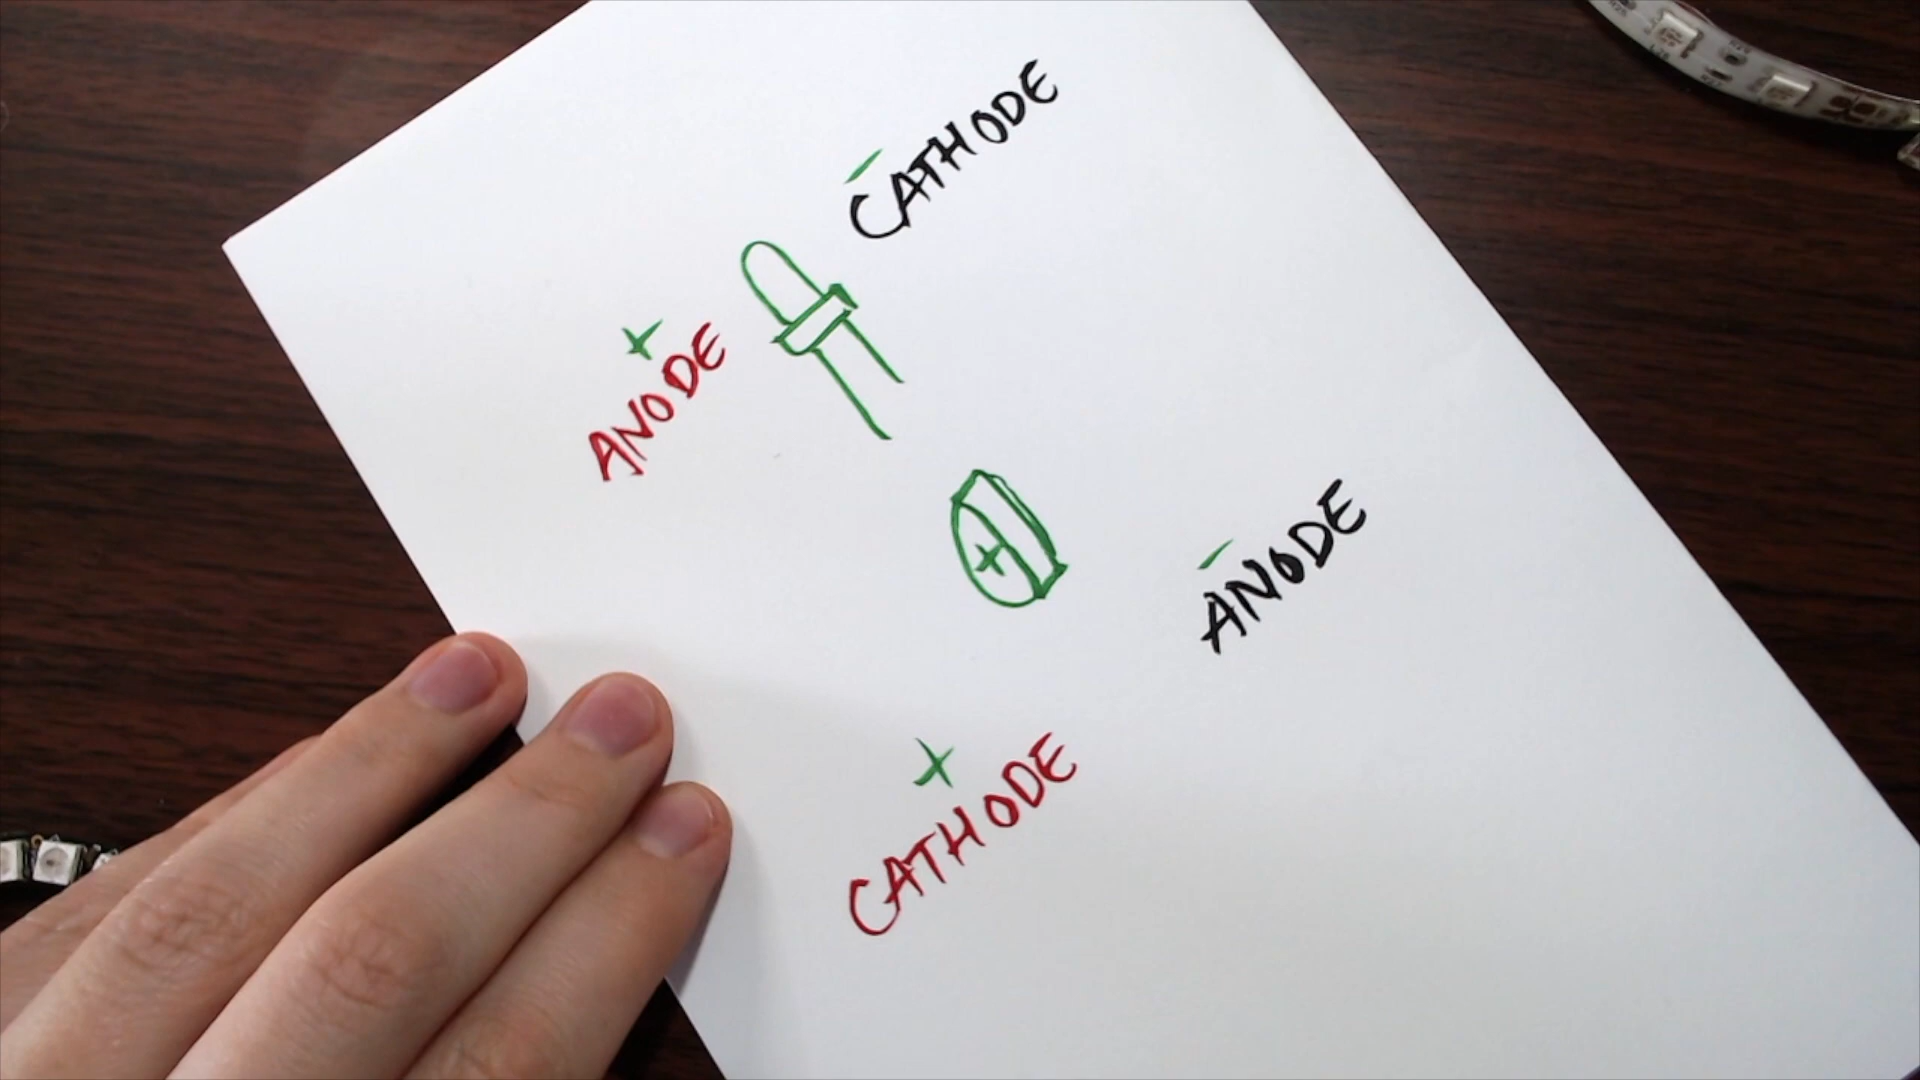 - CATHODE
+ ANODE
+
- ANODE
+ CATHODE